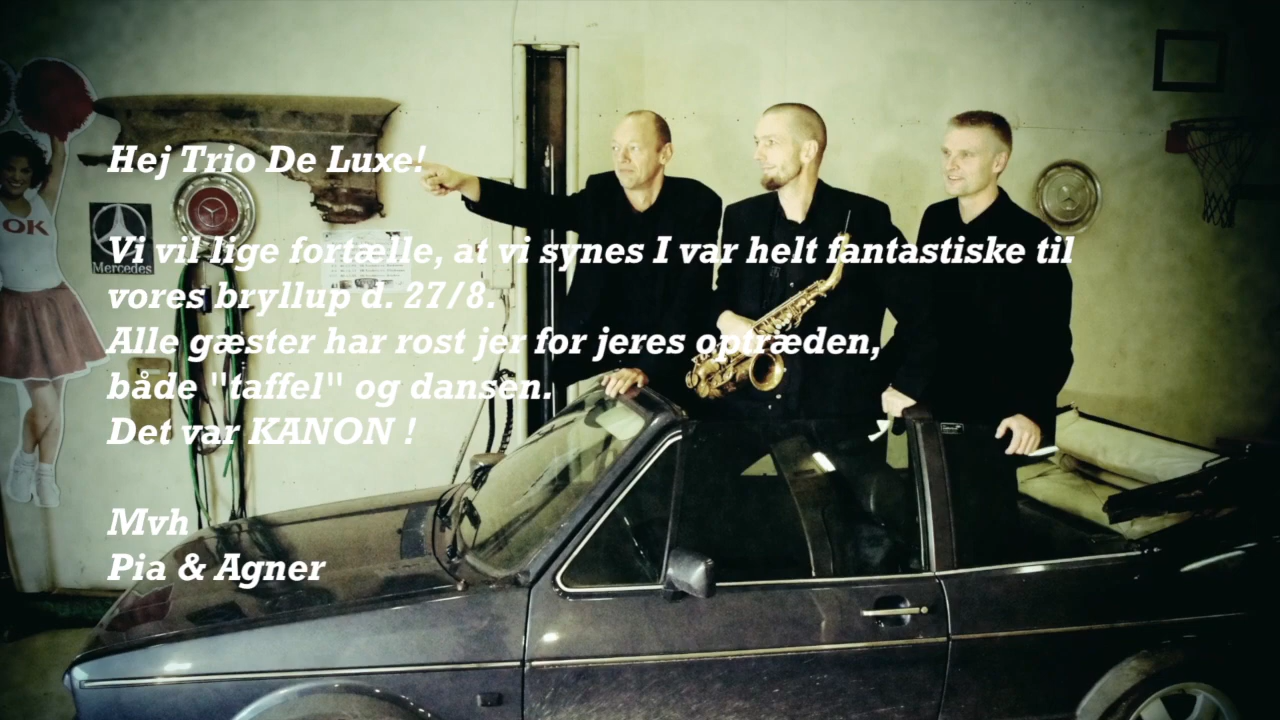 Hej Trio De Luxe!
Vi vil lige fortælle, at vi synes I var helt fantastiske til
vores bryllup d. 27/8.
Alle gæster har rost jer for jeres optræden,
både "taffel" og dansen.
Det var KANON !
Mvh
Pia & Agner
OK
Mercedes